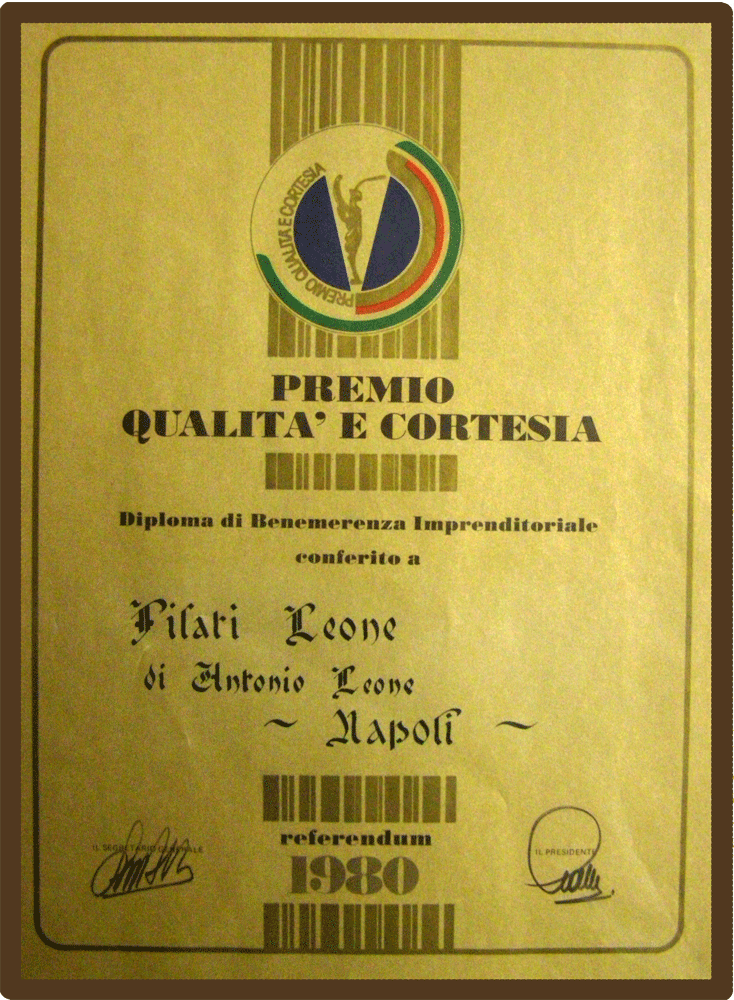 PREMIO QUALITA E CORTESIA
PREMIO
QUALITA' E CORTESIA
Diploma di Benemerenza Imprenditoriale
conferito a
Filati Leone
di Antonio Leone
~ Napoli ~
referendum
IL SEGRETARIO GENERALE
IL PRESIDENTE
1980